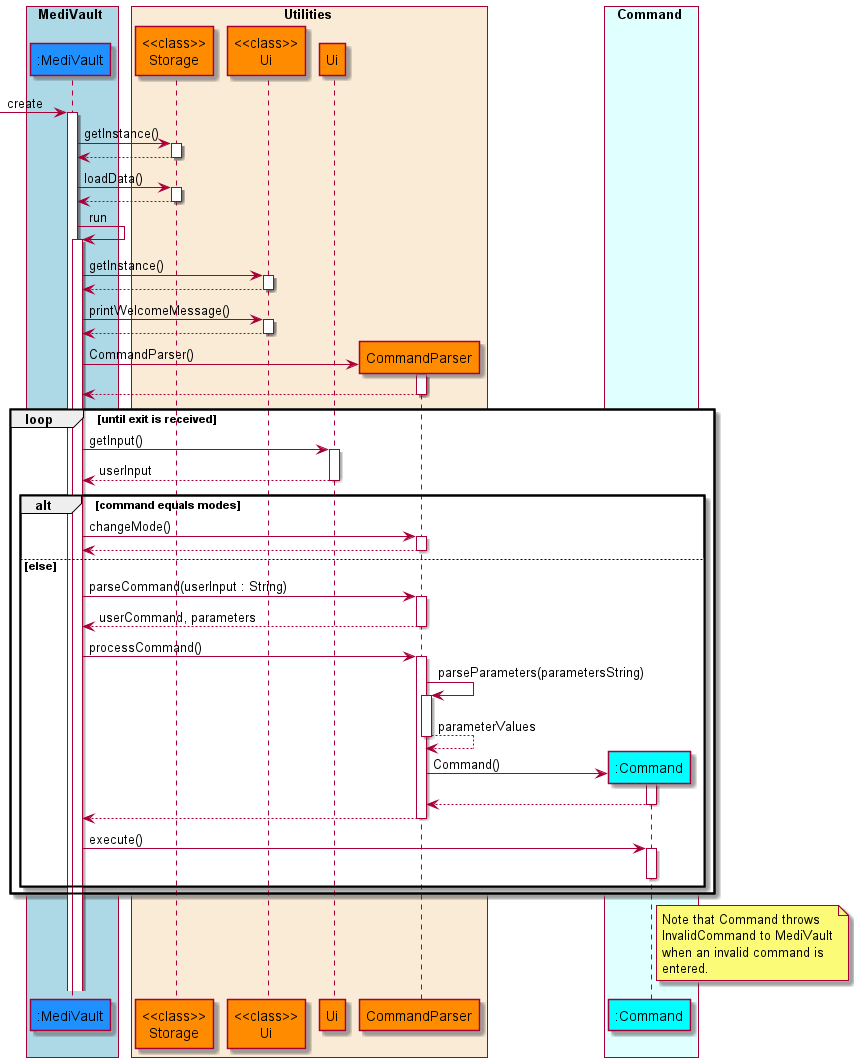 MediVault
Utilities
Command
:MediVault
<<class>>
Storage
<<class>>
Ui
Ui
create
getInstance()
loadData()
run
getInstance()
printWelcomeMessage()
CommandParser()
CommandParser
loop
[until exit is received]
getInput()
userInput
alt
[command equals modes]
changeMode()
[else]
parseCommand(userInput : String)
userCommand, parameters
processCommand()
parseParameters(parametersString)
parameterValues
Command()
:Command
execute()
Note that Command throws
InvalidCommand to MediVault
when an invalid command is
entered.
:MediVault
<<class>>
Storage
<<class>>
Ui
Ui
CommandParser
:Command